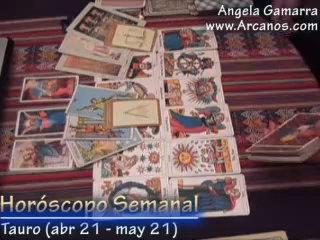 Angela Gamarra
www.Arcanos.com
Horóscopo Semanal
Tauro (abr 21 - may 21)